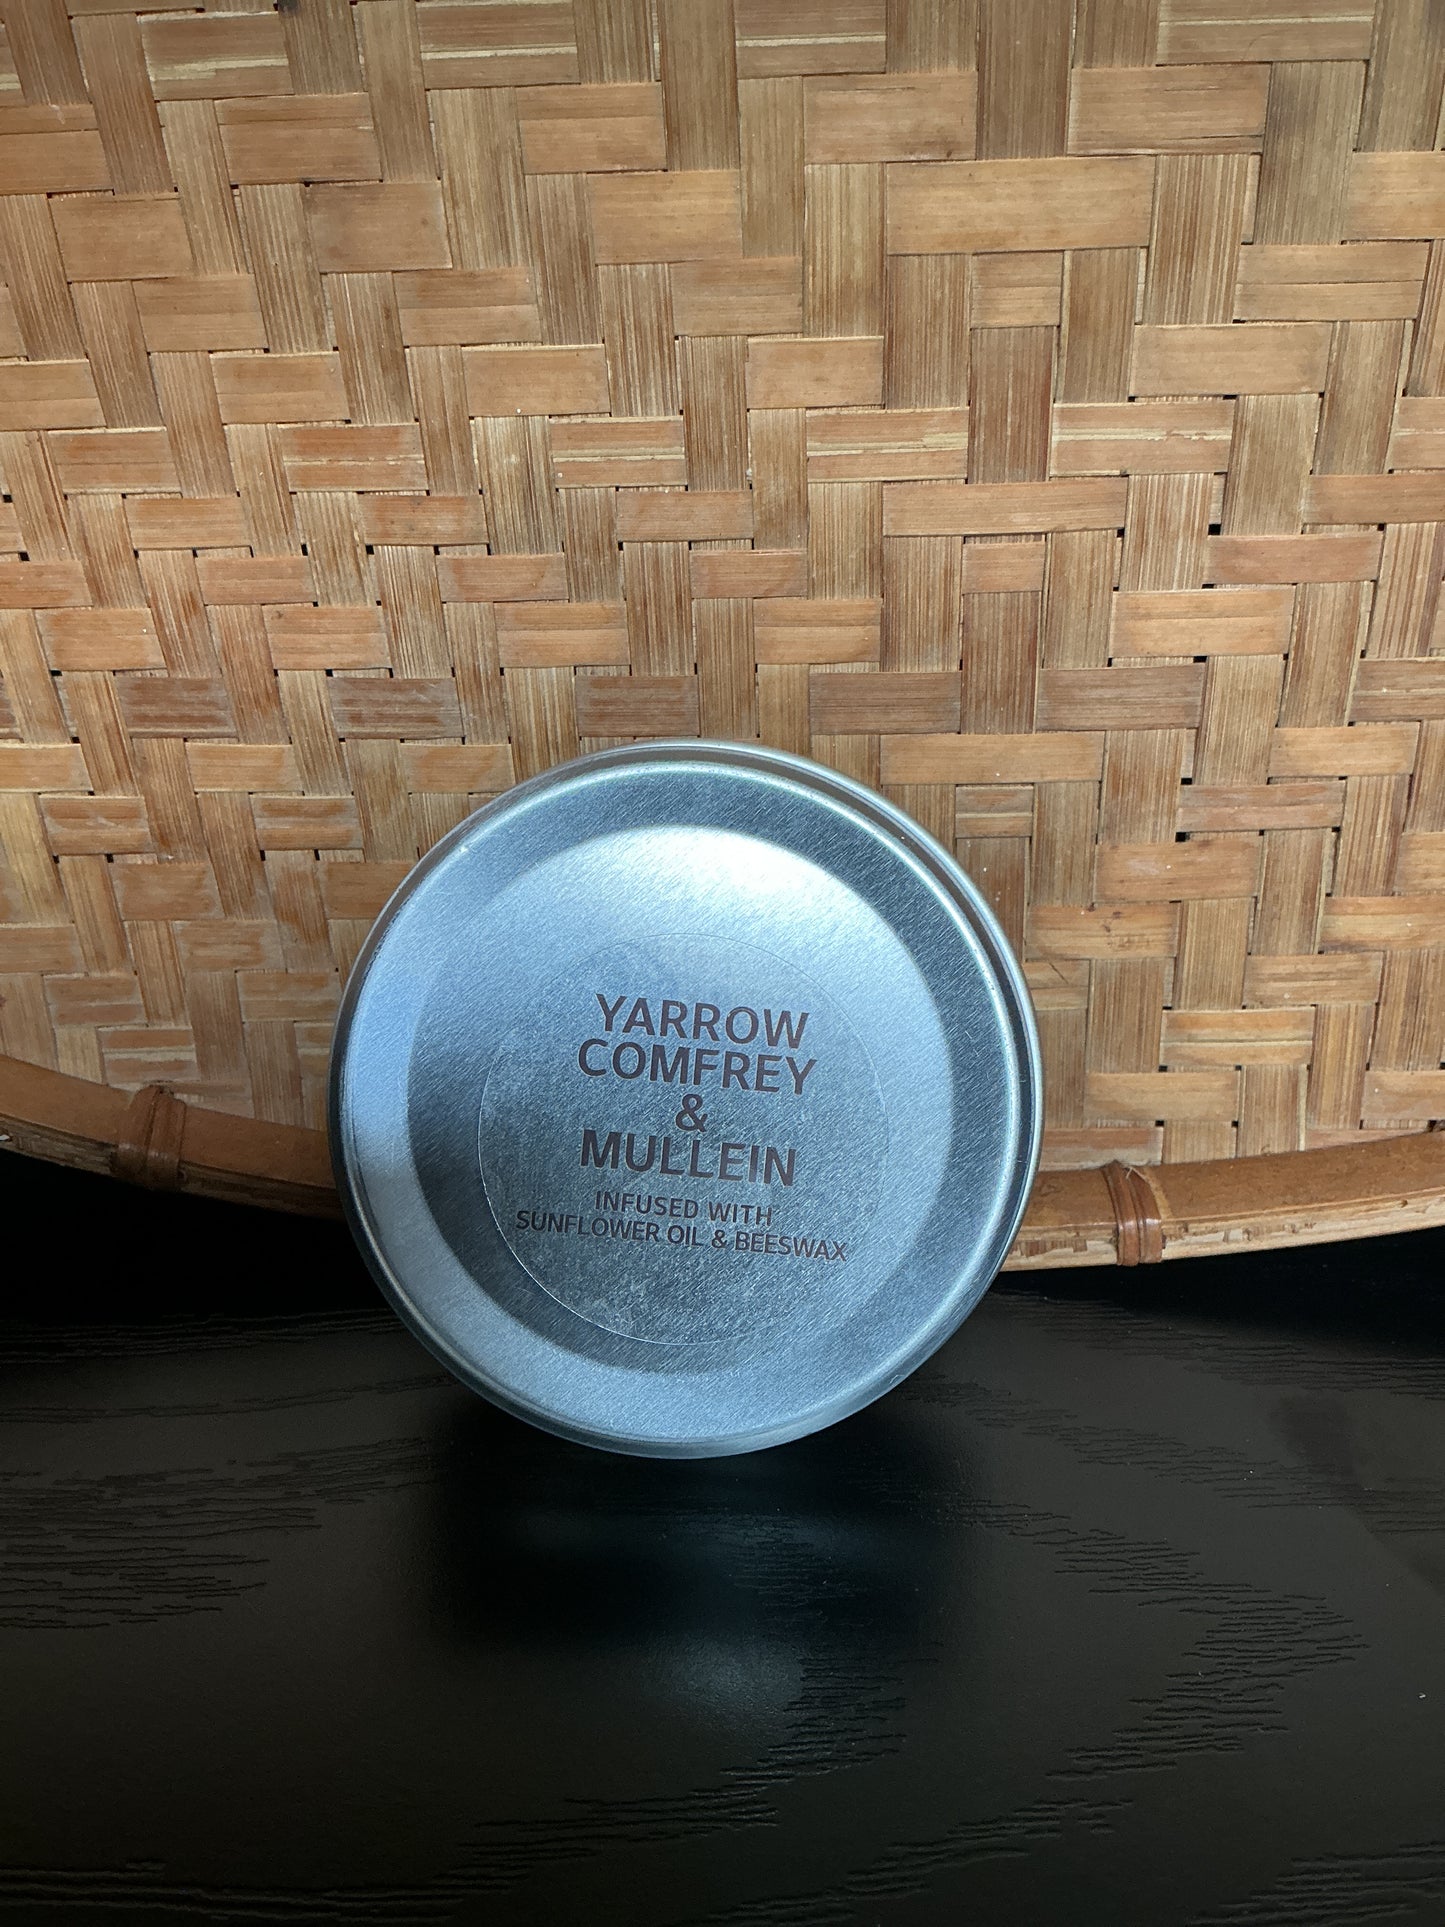 YARROW
COMFREY
&
MULLEIN
INFUSED WITH
SUNFLOWER OIL & BEESWAX